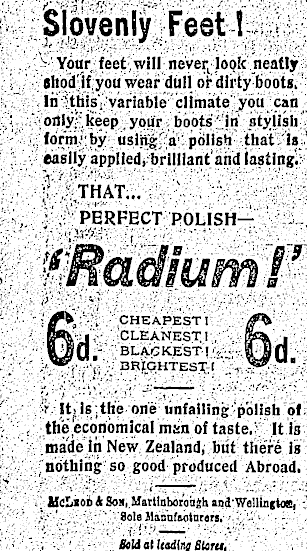 Slovenly Feet!
Your feet will never look neatly
shod if you wear dull or dirty boots.
In this variable climate you can
only keep your boots in stylish
form by using a polish that is
easily applied, brilliant and lasting.
THAT...
PERFECT POLISH—
"Radium!"
6d. CHEAPEST! 6d.
CLEANEST!
BLACKEST!
BRIGHTEST!
It is the one unfailing polish of
the economical man of taste. It is
made in New Zealand, but there is
nothing so good produced Abroad.
McLEOD & SON, Martinborough and Wellington,
Sole Manufacturers.
Sold at leading Stores.